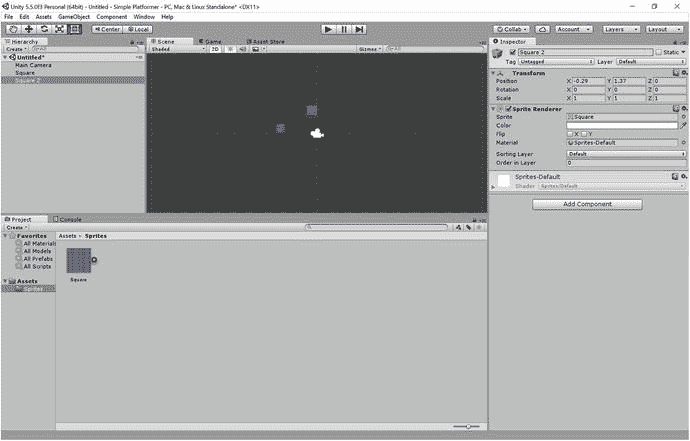 Unity 5.5.0f3 Personal (64bit) - Untitled - Simple Platformer - PC, Mac & Linux Standalone* <DX11>
File Edit Assets GameObject Component Window Help
Center Local Collab Account Layers Layout
Hierarchy Scene Game Asset Store Inspector
Create All Shaded 2D Gizmos All Square 2 Static
Untitled* Tag Untagged Layer Default
Main Camera Transform
Square Position X -0.29 Y 1.37 Z 0
Square 2 Rotation X 0 Y 0 Z 0
Scale X 1 Y 1 Z 1
Sprite Renderer
Sprite Square
Color
Flip X Y
Material Sprites-Default
Sorting Layer Default
Order in Layer 0
Sprites-Default
Shader Sprites/Default
Add Component
Project Console
Create
Favorites Assets Sprites
All Materials
All Models
All Prefabs
All Scripts
Assets Square
Sprites